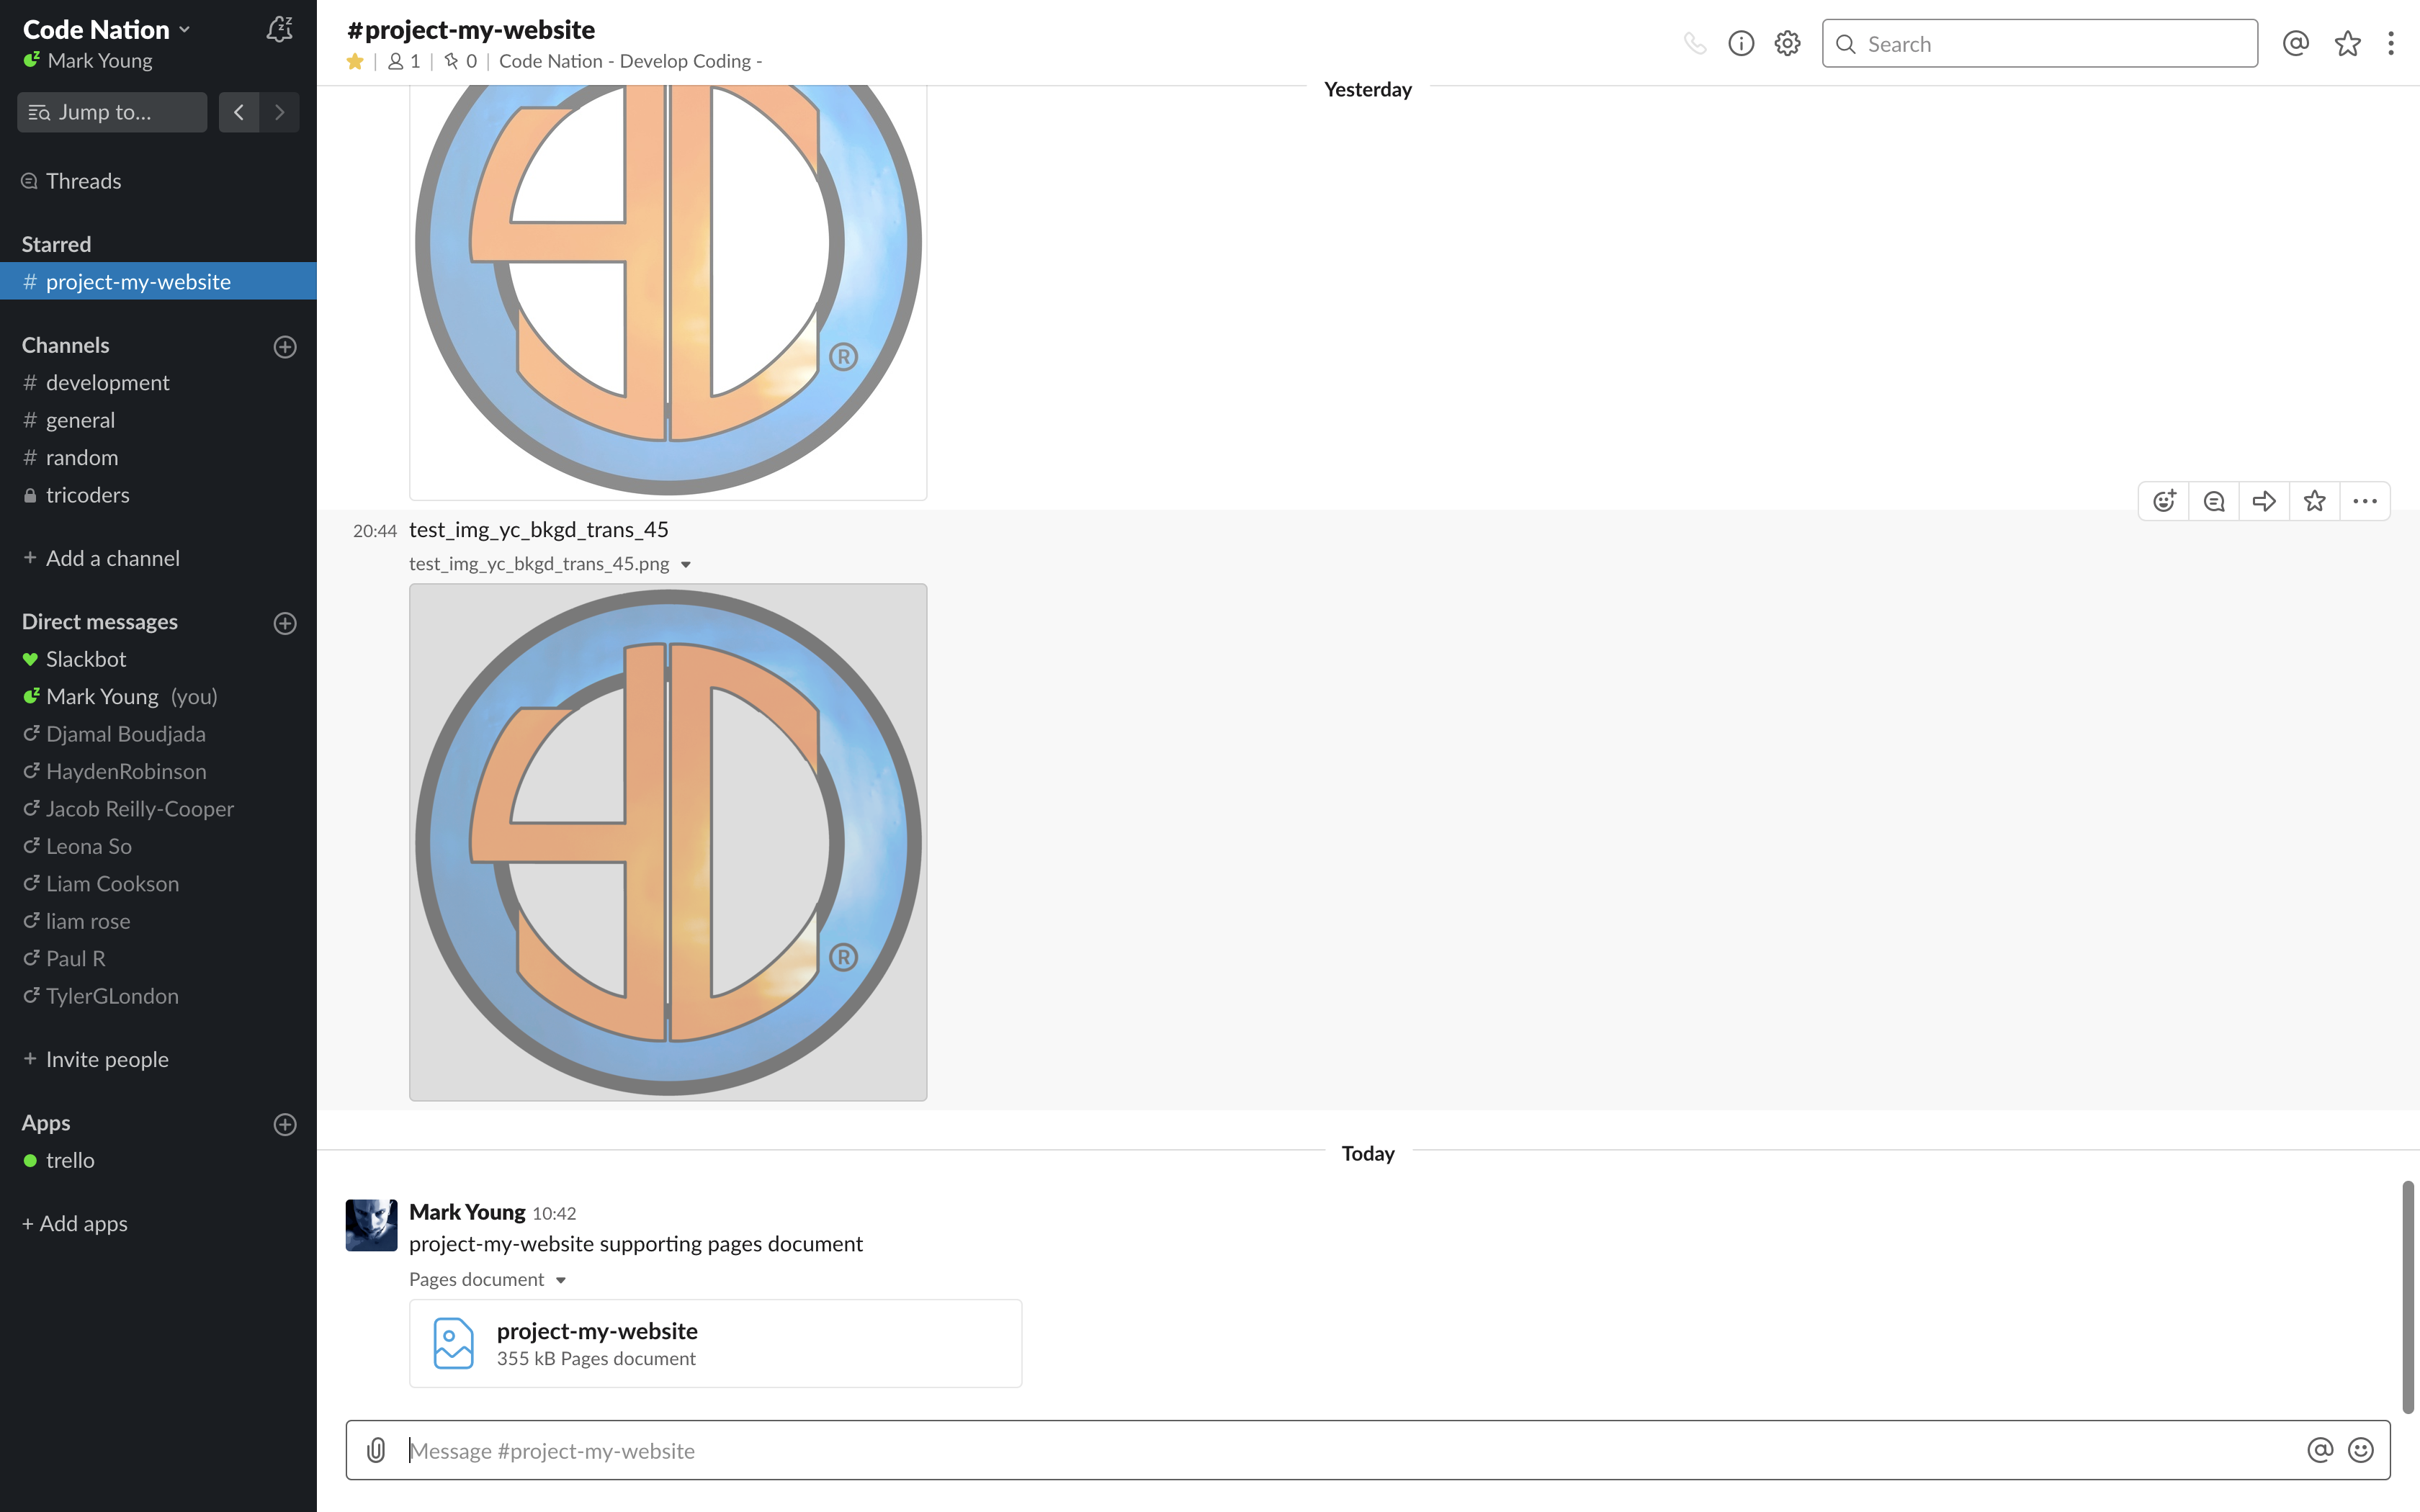 Code Nation
Mark Young
Jump to...
Threads
Starred
# project-my-website
Channels
# development
# general
# random
tricoders
+ Add a channel
Direct messages
Slackbot
Mark Young (you)
Djamal Boudjada
HaydenRobinson
Jacob Reilly-Cooper
Leona So
Liam Cookson
liam rose
Paul R
TylerGLondon
+ Invite people
Apps
trello
+ Add apps
#project-my-website
1 | 0 | Code Nation - Develop Coding -
Search
Yesterday
®
20:44 test_img_yc_bkgd_trans_45
test_img_yc_bkgd_trans_45.png
®
Today
Mark Young 10:42
project-my-website supporting pages document
Pages document
project-my-website
355 kB Pages document
Message #project-my-website